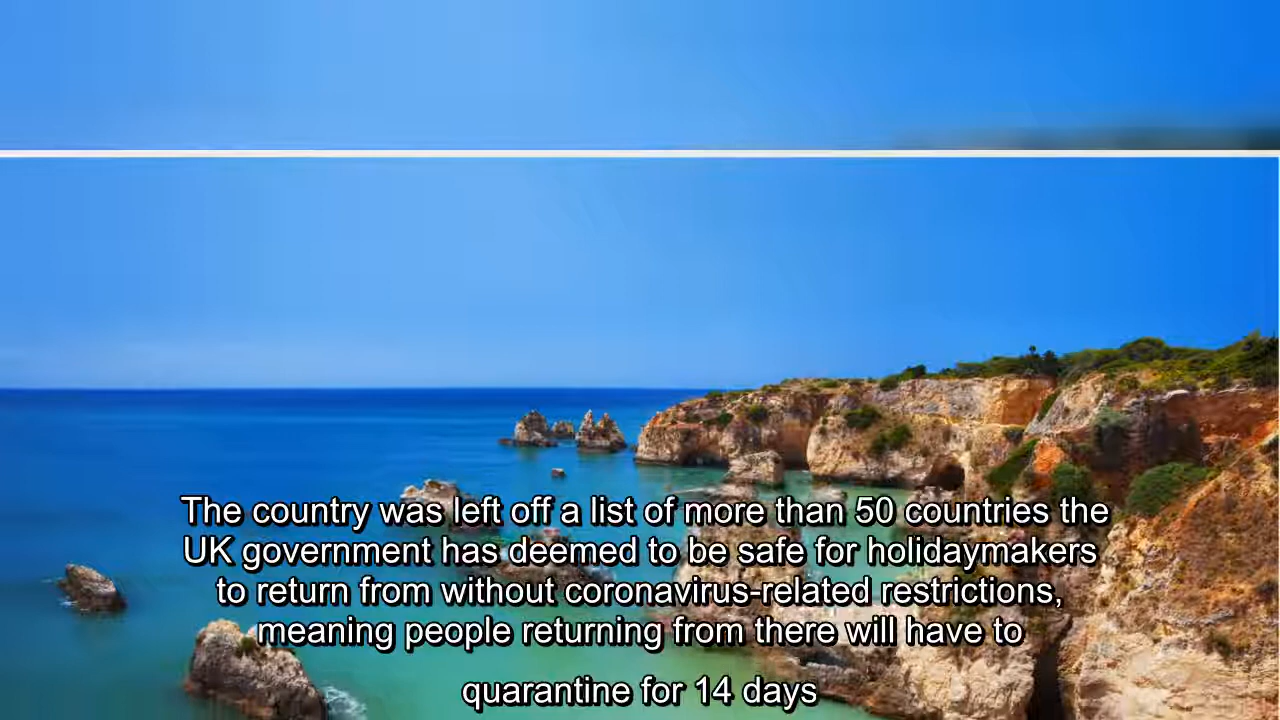 The country was left off a list of more than 50 countries the
UK government has deemed to be safe for holidaymakers
to return from without coronavirus-related restrictions,
meaning people returning from there will have to
quarantine for 14 days